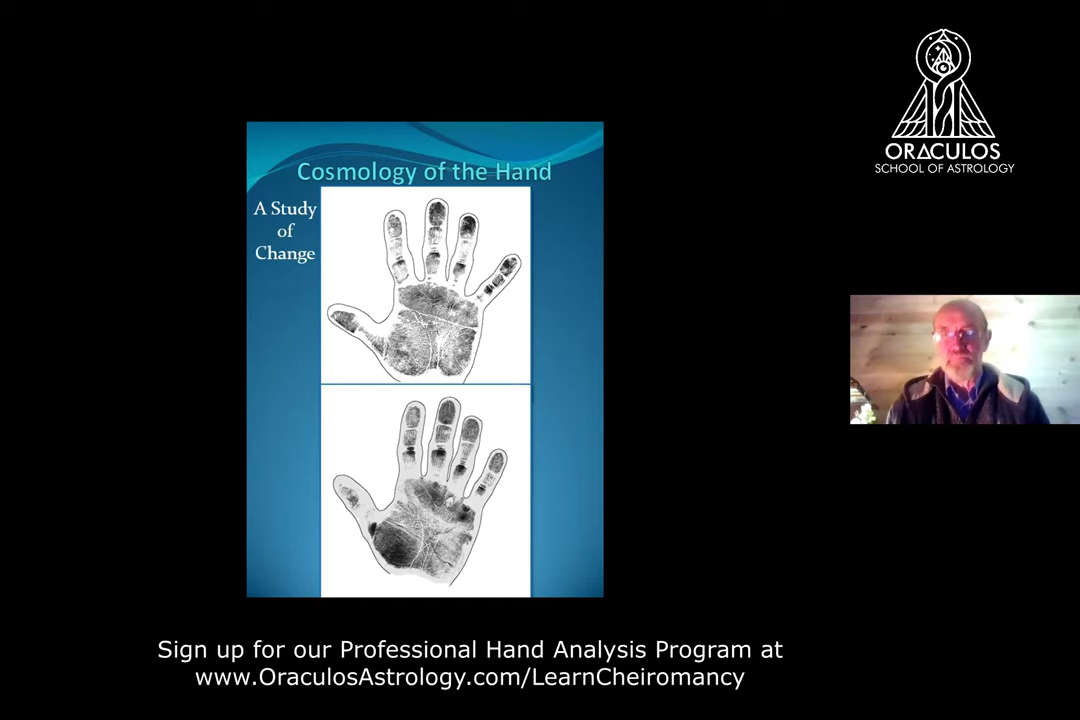 ORACULOS
SCHOOL OF ASTROLOGY
Cosmology of the Hand
A Study
of
Change
Sign up for our Professional Hand Analysis Program at
www.OraculosAstrology.com/LearnCheiromancy